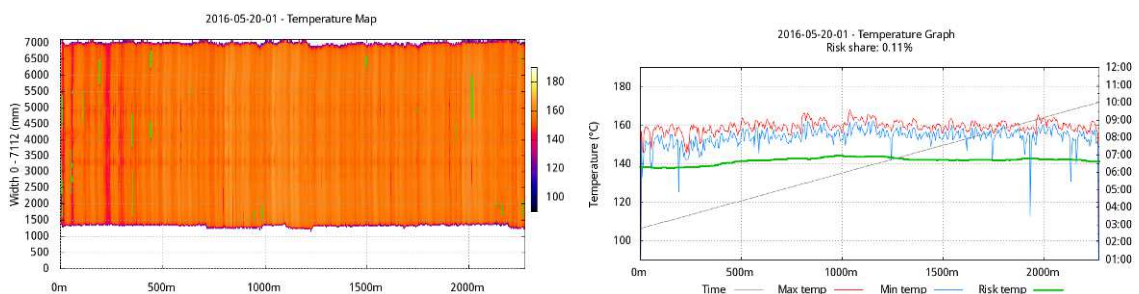 2016-05-20-01 - Temperature Map
7100
6500
6100
5500
5000
4500
4000
3500
3000
2500
2000
1500
1000
500
0
Width 0 - 7112 (mm)
0m
500m
1000m
1500m
2000m
180
160
140
120
100
2016-05-20-01 - Temperature Graph
Risk share: 0.11%
180
160
140
120
100
Temperature (°C)
12:00
11:00
10:00
09:00
08:00
07:00
06:00
05:00
04:00
03:00
02:00
01:00
0m
500m
1000m
1500m
2000m
Time
Max temp
Min temp
Risk temp